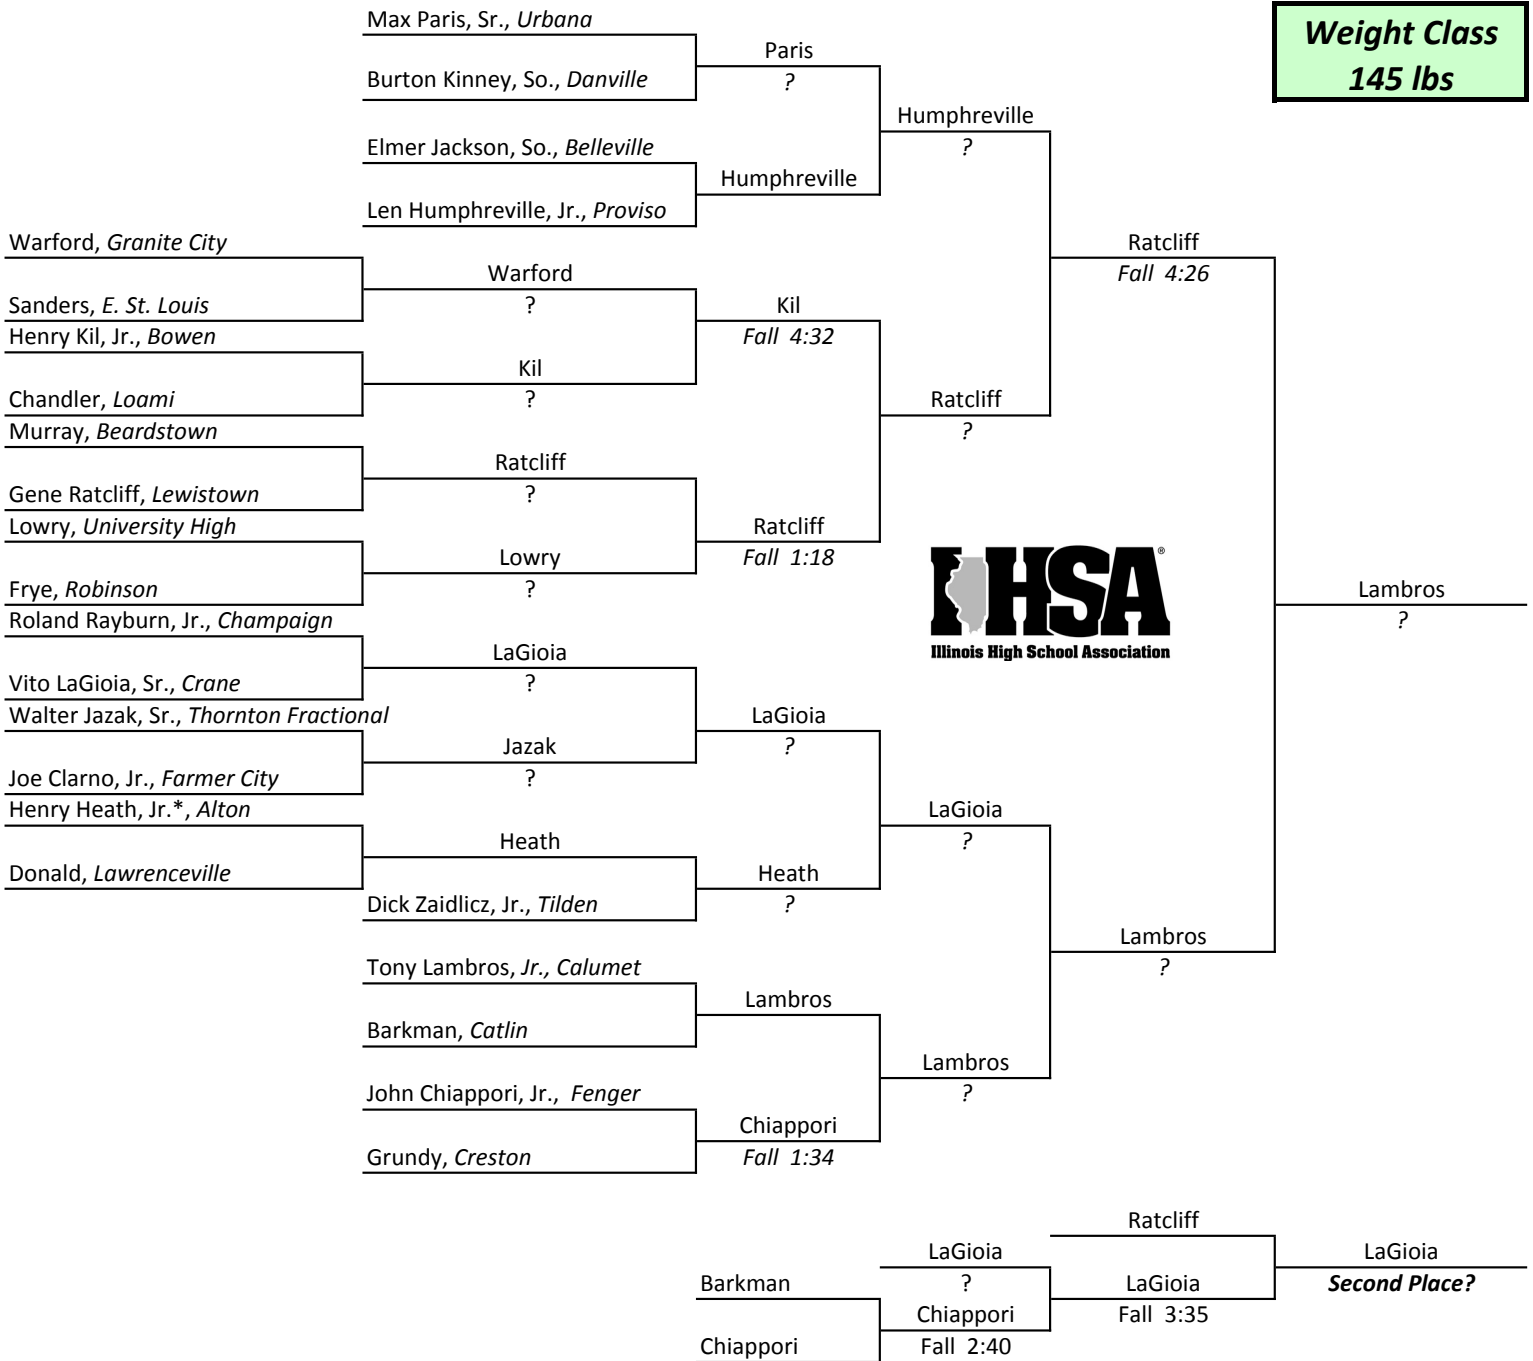 Max Paris, Sr., Urbana
Weight Class
145 lbs
Paris
Burton Kinney, So., Danville
?
Humphreville
Elmer Jackson, So., Belleville
?
Humphreville
Len Humphreville, Jr., Proviso
Warford, Granite City
Ratcliff
Warford
Fall 4:26
Sanders, E. St. Louis
?
Kil
Henry Kil, Jr., Bowen
Fall 4:32
Kil
Chandler, Loami
?
Ratcliff
Murray, Beardstown
?
Ratcliff
Gene Ratcliff, Lewistown
?
Lowry, University High
Ratcliff
Lowry
Fall 1:18
IHSA®
Frye, Robinson
?
Lambros
Roland Rayburn, Jr., Champaign
?
LaGioia
Illinois High School Association
Vito LaGioia, Sr., Crane
?
Walter Jazak, Sr., Thornton Fractional
LaGioia
Jazak
?
Joe Clarno, Jr., Farmer City
?
Henry Heath, Jr.*, Alton
LaGioia
Heath
?
Donald, Lawrenceville
Heath
Dick Zaidlicz, Jr., Tilden
?
Lambros
Tony Lambros, Jr., Calumet
?
Lambros
Barkman, Catlin
Lambros
John Chiappori, Jr., Fenger
?
Chiappori
Grundy, Creston
Fall 1:34
Ratcliff
LaGioia
LaGioia
Barkman
?
LaGioia
Second Place?
Chiappori
Fall 3:35
Chiappori
Fall 2:40